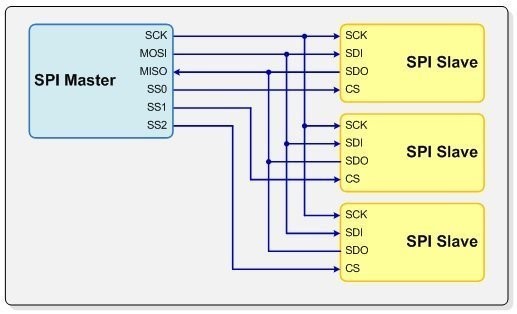 SPI Master
SCK
MOSI
MISO
SS0
SS1
SS2
SCK
SDI
SDO
CS
SPI Slave
SCK
SDI
SDO
CS
SPI Slave
SCK
SDI
SDO
CS
SPI Slave